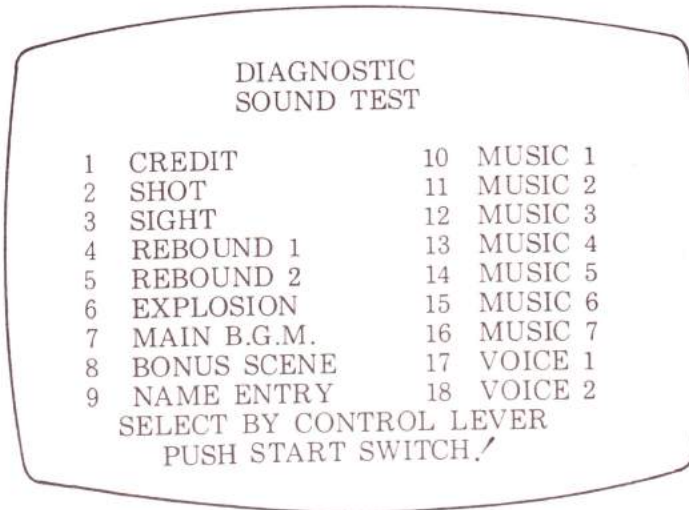 DIAGNOSTIC
SOUND TEST
1 CREDIT 10 MUSIC 1
2 SHOT 11 MUSIC 2
3 SIGHT 12 MUSIC 3
4 REBOUND 1 13 MUSIC 4
5 REBOUND 2 14 MUSIC 5
6 EXPLOSION 15 MUSIC 6
7 MAIN B.G.M. 16 MUSIC 7
8 BONUS SCENE 17 VOICE 1
9 NAME ENTRY 18 VOICE 2
SELECT BY CONTROL LEVER
PUSH START SWITCH!